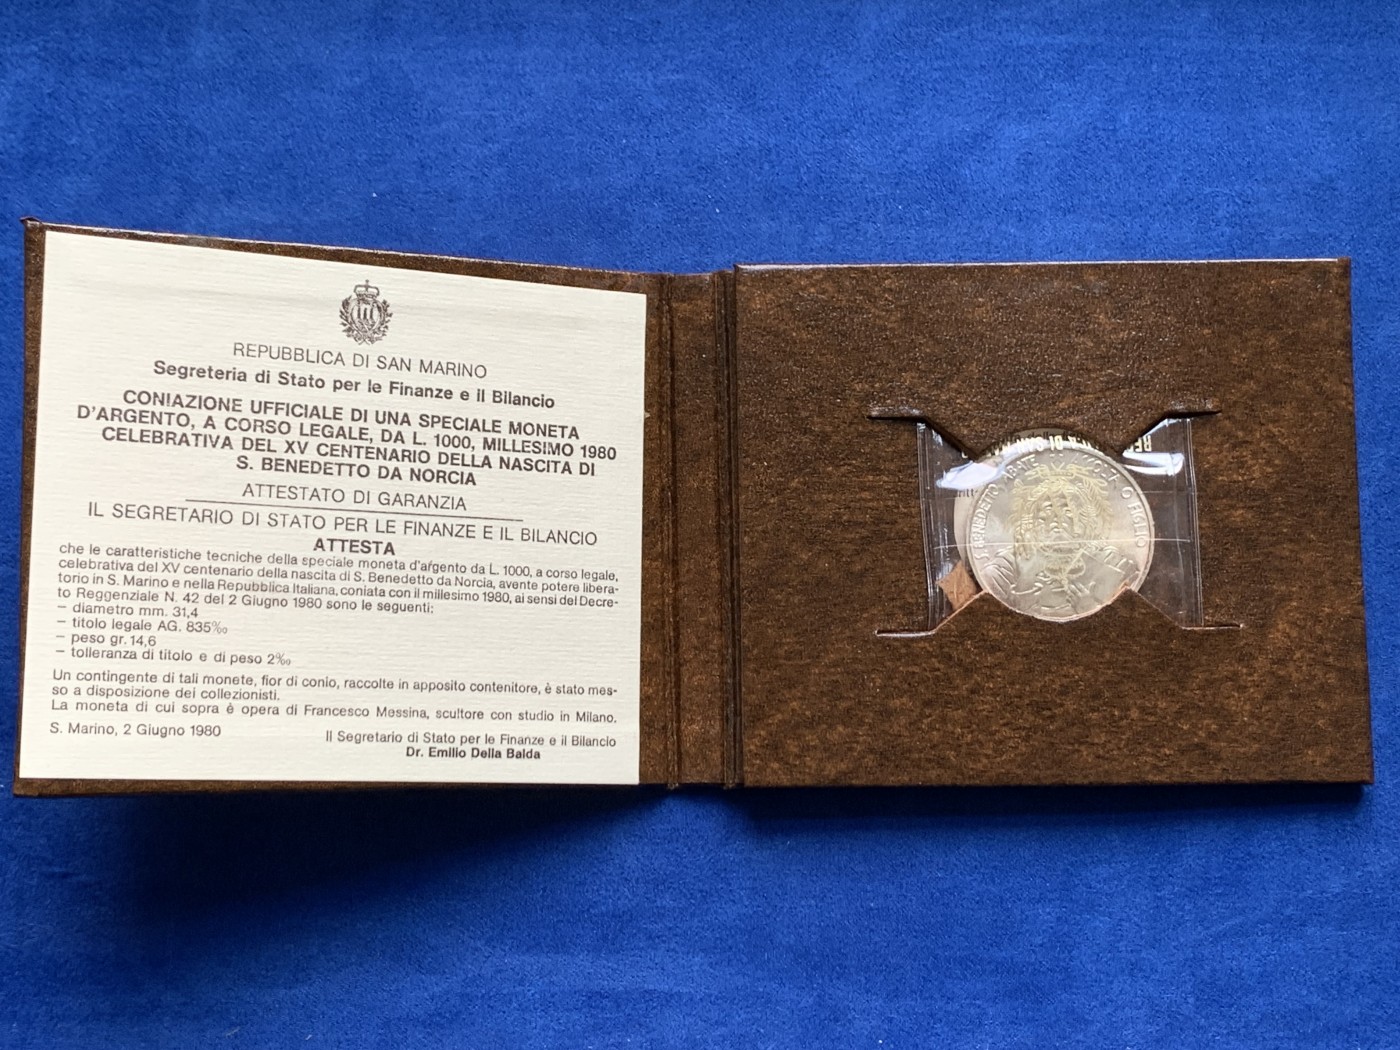 REPUBBLICA DI SAN MARINO
Segreteria di Stato per le Finanze e il Bilancio
CONIAZIONE UFFICIALE DI UNA SPECIALE MONETA
D'ARGENTO, A CORSO LEGALE, DA L. 1000, MILLESIMO 1980
CELEBRATIVA DEL XV CENTENARIO DELLA NASCITA DI
S. BENEDETTO DA NORCIA
ATTESTATO DI GARANZIA
IL SEGRETARIO DI STATO PER LE FINANZE E IL BILANCIO
ATTESTA
che le caratteristiche tecniche della speciale moneta d'argento da L. 1000, a corso legale,
celebrativa del XV centenario della nascita di S. Benedetto da Norcia, avente potere libera-
torio in S. Marino e nella Repubblica Italiana, coniata con il millesimo 1980, ai sensi del Decre-
to Reggenziale N. 42 del 2 Giugno 1980 sono le seguenti:
– diametro mm. 31,4
– titolo legale AG. 835‰
– peso gr. 14,6
– tolleranza di titolo e di peso 2‰
Un contingente di tali monete, fior di conio, raccolte in apposito contenitore, è stato mes-
so a disposizione dei collezionisti.
La moneta di cui sopra è opera di Francesco Messina, scultore con studio in Milano.
S. Marino, 2 Giugno 1980
Il Segretario di Stato per le Finanze e il Bilancio
Dr. Emilio Della Balda
BENEDETTO ABATE